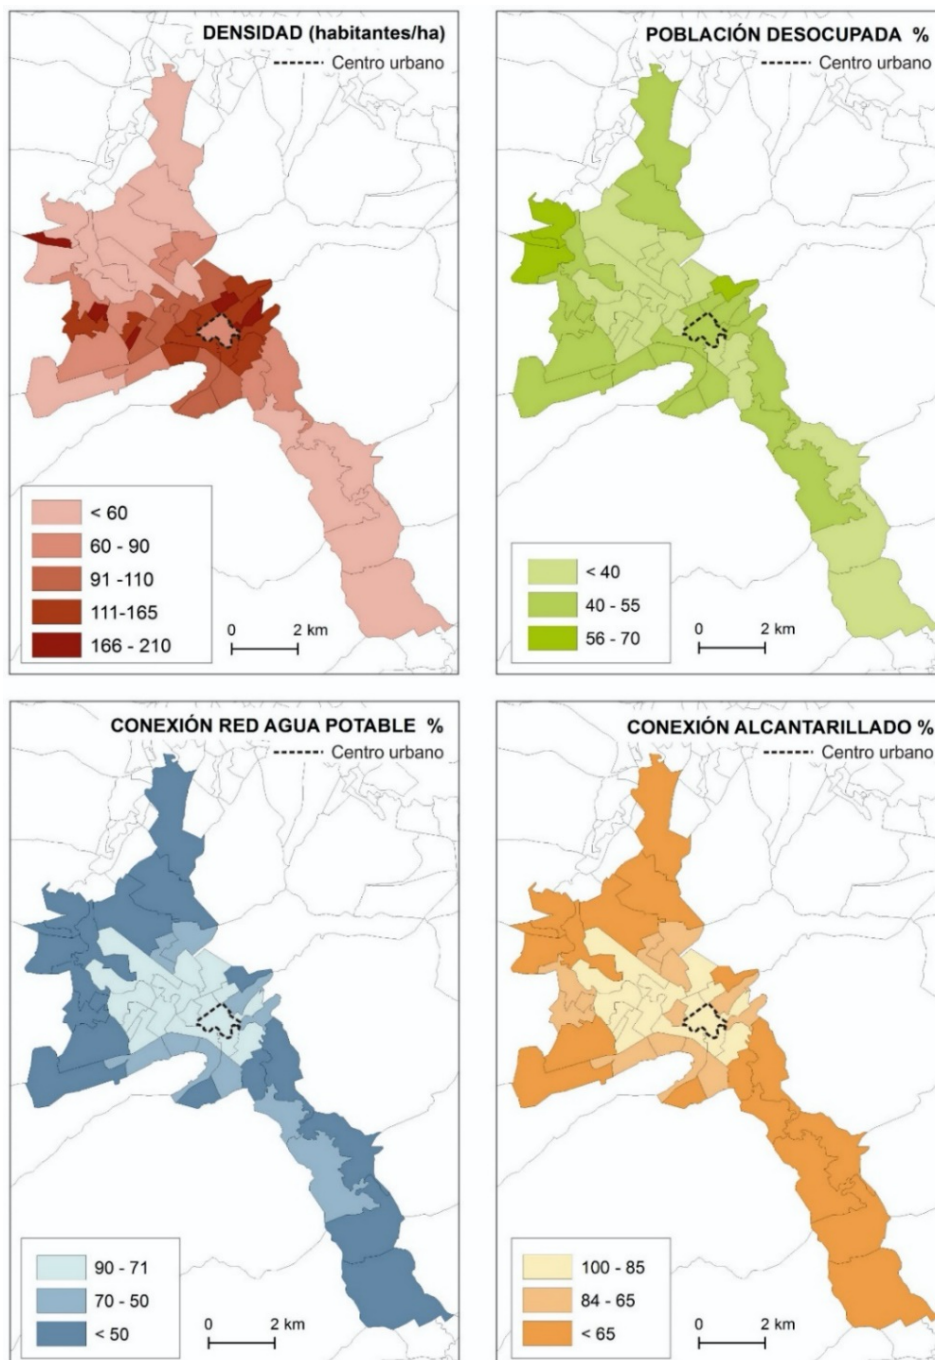 DENSIDAD (habitantes/ha)
Centro urbano
< 60
60 - 90
91 -110
111-165
166 - 210
0 2 km
POBLACIÓN DESOCUPADA %
Centro urbano
< 40
40 - 55
56 - 70
0 2 km
CONEXIÓN RED AGUA POTABLE %
Centro urbano
90 - 71
70 - 50
< 50
0 2 km
CONEXIÓN ALCANTARILLADO %
Centro urbano
100 - 85
84 - 65
< 65
0 2 km